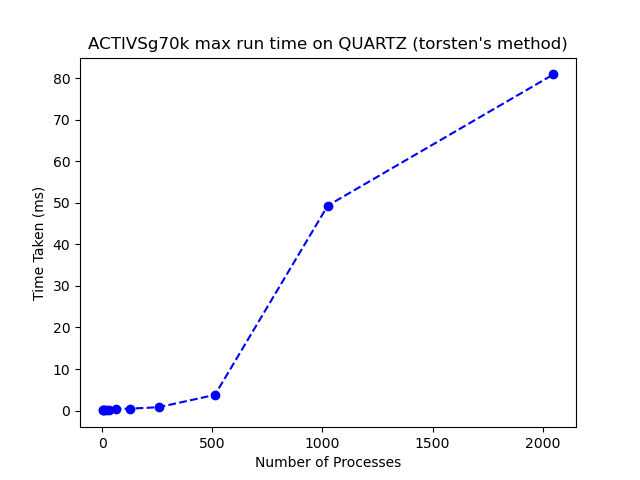 ACTIVSg70k max run time on QUARTZ (torsten's method)
80
70
60
50
40
30
20
10
0
Time Taken (ms)
0 500 1000 1500 2000
Number of Processes